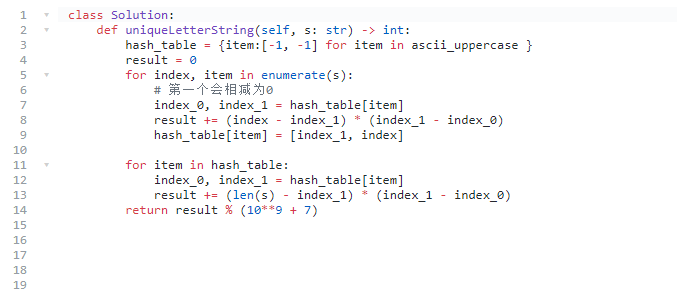 1 class Solution:
2     def uniqueLetterString(self, s: str) -> int:
3         hash_table = {item:[-1, -1] for item in ascii_uppercase }
4         result = 0
5         for index, item in enumerate(s):
6             # 第一个会相减为0
7             index_0, index_1 = hash_table[item]
8             result += (index - index_1) * (index_1 - index_0)
9             hash_table[item] = [index_1, index]
10
11         for item in hash_table:
12             index_0, index_1 = hash_table[item]
13             result += (len(s) - index_1) * (index_1 - index_0)
14         return result % (10**9 + 7)
15
16
17
18
19